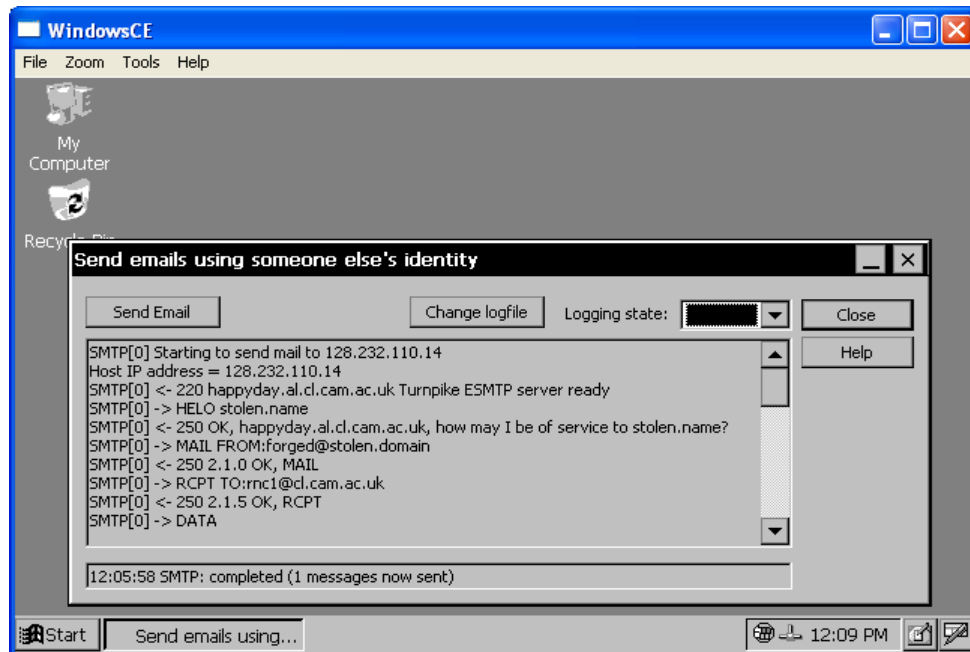 WindowsCE
File Zoom Tools Help
My
Computer
Send emails using someone else's identity
Send Email
Change logfile
Logging state:
Close
Help
SMTP[0] Starting to send mail to 128.232.110.14
Host IP address = 128.232.110.14
SMTP[0] <- 220 happyday.al.cl.cam.ac.uk Turnpike ESMTP server ready
SMTP[0] -> HELO stolen.name
SMTP[0] <- 250 OK, happyday.al.cl.cam.ac.uk, how may I be of service to stolen.name?
SMTP[0] -> MAIL FROM:forged@stolen.domain
SMTP[0] <- 250 2.1.0 OK, MAIL
SMTP[0] -> RCPT TO:rnc1@cl.cam.ac.uk
SMTP[0] <- 250 2.1.5 OK, RCPT
SMTP[0] -> DATA
12:05:58 SMTP: completed (1 messages now sent)
Start
Send emails using...
12:09 PM